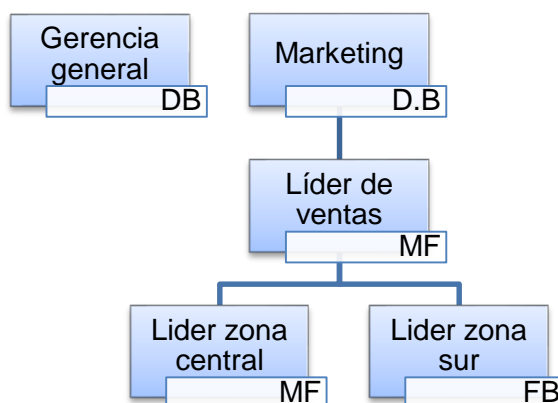 Gerencia
general
DB
Marketing
D.B
Líder de
ventas
MF
Lider zona
central
MF
Lider zona
sur
FB